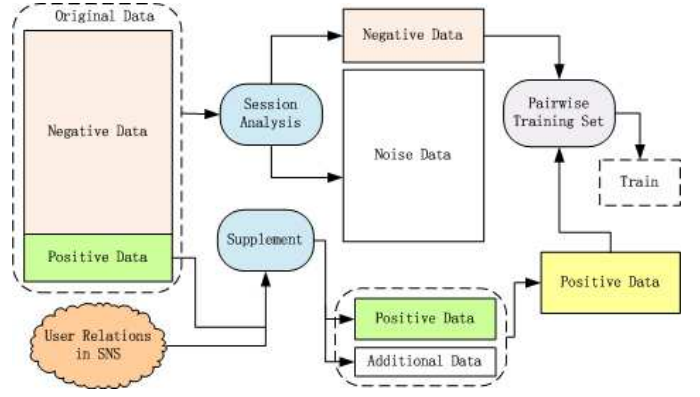 Original Data
Negative Data
Positive Data
User Relations
in SNS
Session
Analysis
Supplement
Negative Data
Noise Data
Positive Data
Additional Data
Pairwise
Training Set
Train
Positive Data